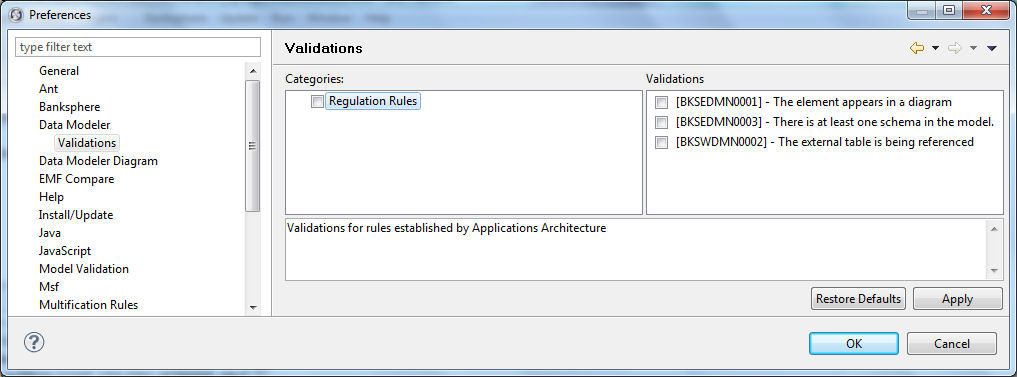 Preferences
type filter text
General
Ant
Banksphere
Data Modeler
Validations
Data Modeler Diagram
EMF Compare
Help
Install/Update
Java
JavaScript
Model Validation
Msf
Multification Rules
Validations
Categories:
Regulation Rules
Validations
[BKSEDMN0001] - The element appears in a diagram
[BKSEDMN0003] - There is at least one schema in the model.
[BKSWDMN0002] - The external table is being referenced
Validations for rules established by Applications Architecture
Restore Defaults
Apply
OK
Cancel